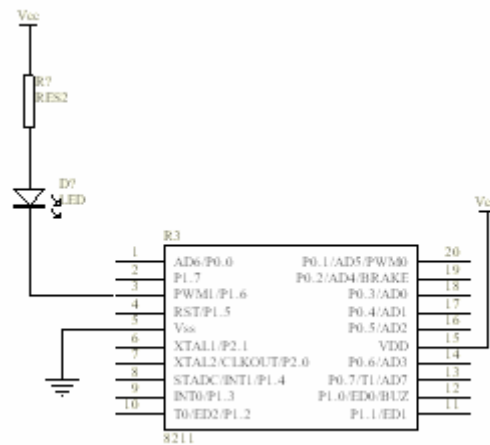 Vcc
R?
RES2
D?
LED
Vc
R3
1 AD6/P0.0 P0.1/AD5/PWM0 20
2 P1.7 P0.2/AD4/BRAKE 19
3 PWM1/P1.6 P0.3/AD0 18
4 RST/P1.5 P0.4/AD1 17
5 Vss P0.5/AD2 16
6 XTAL1/P2.1 VDD 15
7 XTAL2/CLKOUT/P2.0 P0.6/AD3 14
8 STADC/INT1/P1.4 P0.7/T1/AD7 13
9 INT0/P1.3 P1.0/ED0/BUZ 12
10 T0/ED2/P1.2 P1.1/ED1 11
8211